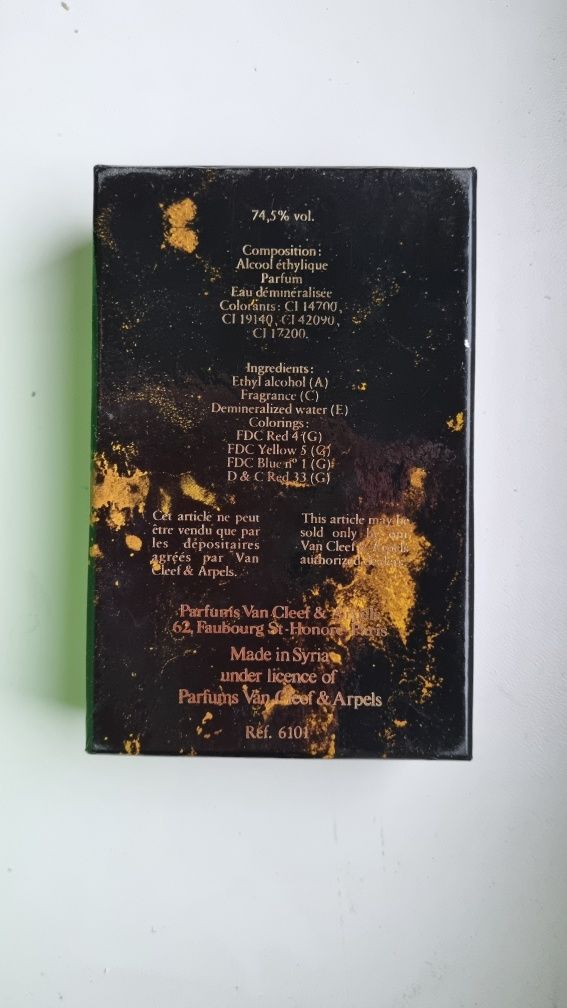 74,5% vol.
Composition:
Alcool éthylique
Parfum
Eau déminéralisée
Colorants: CI 14700,
CI 19140, CI 42090,
CI 17200.
Ingredients:
Ethyl alcohol (A)
Fragrance (C)
Demineralized water (E)
Colorings:
FDC Red 4 (G)
FDC Yellow 5 (G)
FDC Blue nº 1 (G)
D & C Red 33 (G)
Cet article ne peut
être vendu que par
les dépositaires
agréés par Van
Cleef & Arpels.
This article may be
sold only by
Van Cleef
authorized
Parfums Van Cleef &
62, Faubourg St-Honoré Paris
Made in Syria
under licence of
Parfums Van Cleef & Arpels
Réf. 6101